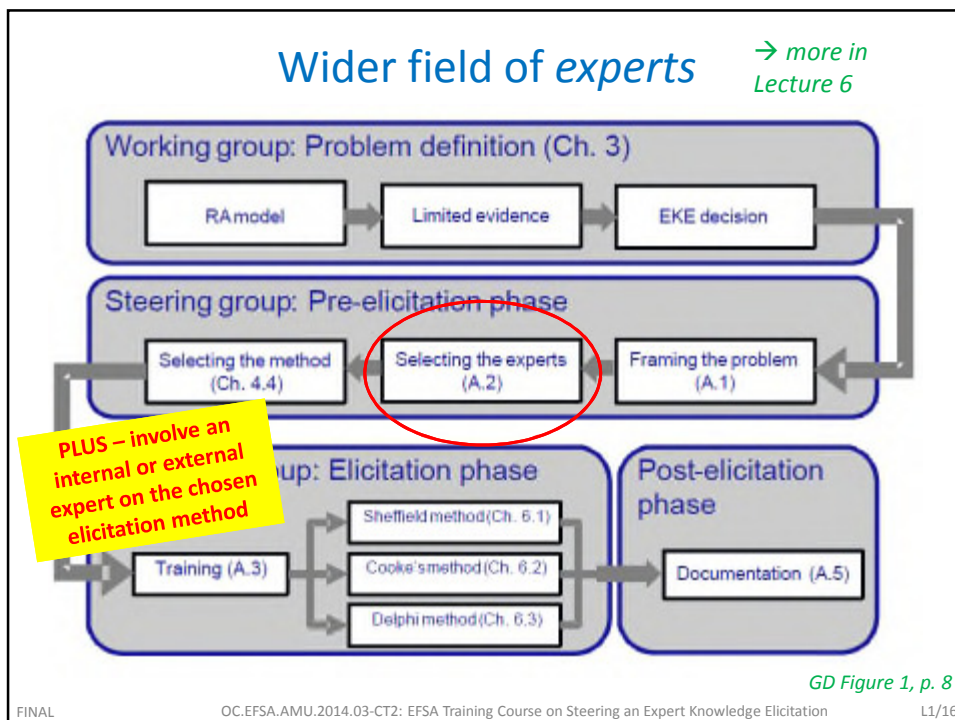 Wider field of experts
→ more in
Lecture 6
Working group: Problem definition (Ch. 3)
RA model
Limited evidence
EKE decision
Steering group: Pre-elicitation phase
Selecting the method
(Ch. 4.4)
Selecting the experts
(A.2)
Framing the problem
(A.1)
PLUS – involve an
internal or external
expert on the chosen
elicitation method
up: Elicitation phase
Training (A.3)
Sheffield method (Ch. 6.1)
Cooke's method (Ch. 6.2)
Delphi method (Ch. 6.3)
Post-elicitation
phase
Documentation (A.5)
GD Figure 1, p. 8
FINAL
OC.EFSA.AMU.2014.03-CT2: EFSA Training Course on Steering an Expert Knowledge Elicitation
L1/16